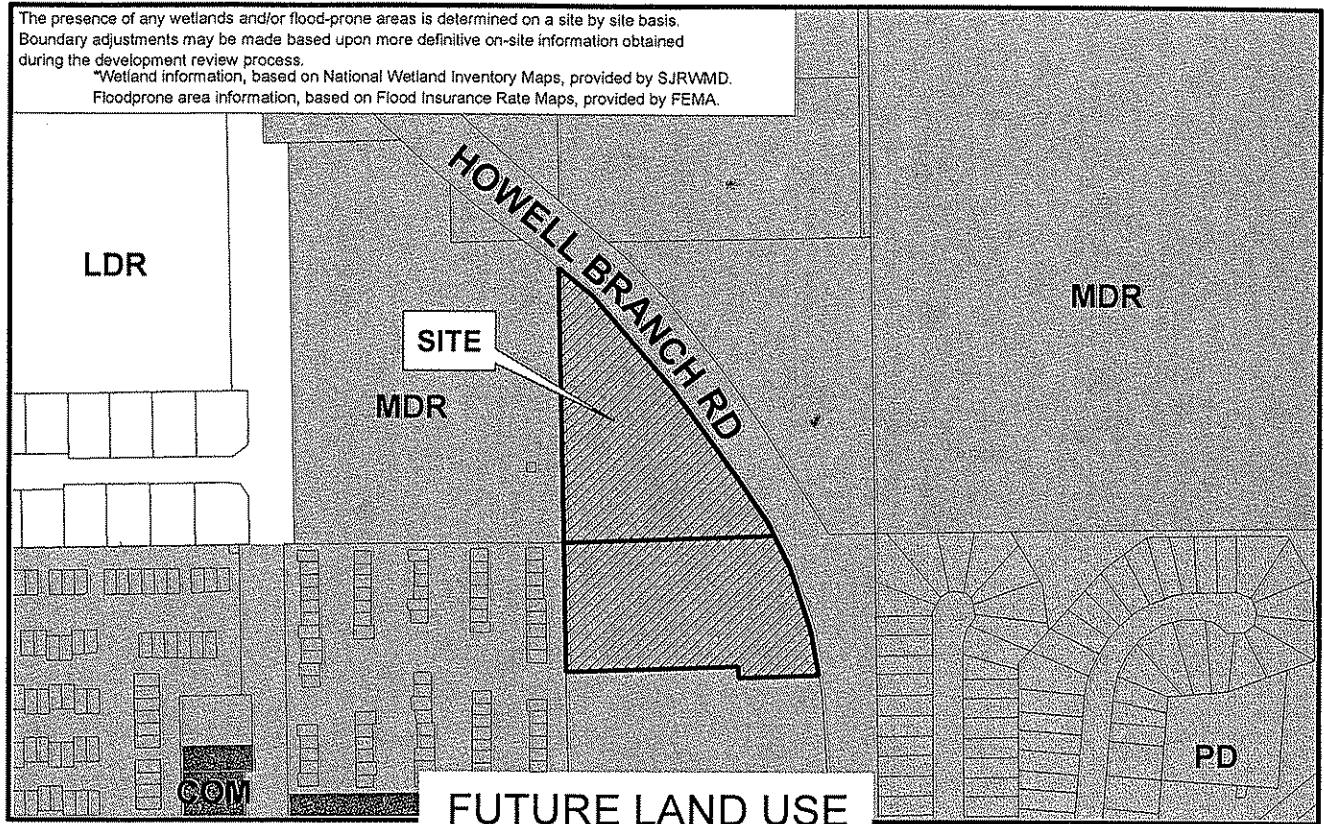 The presence of any wetlands and/or flood-prone areas is determined on a site by site basis.
Boundary adjustments may be made based upon more definitive on-site information obtained
during the development review process.
*Wetland information, based on National Wetland Inventory Maps, provided by SJRWMD.
Floodprone area information, based on Flood Insurance Rate Maps, provided by FEMA.
HOWELL BRANCH RD
LDR
MDR
SITE
MDR
PD
COM
FUTURE LAND USE